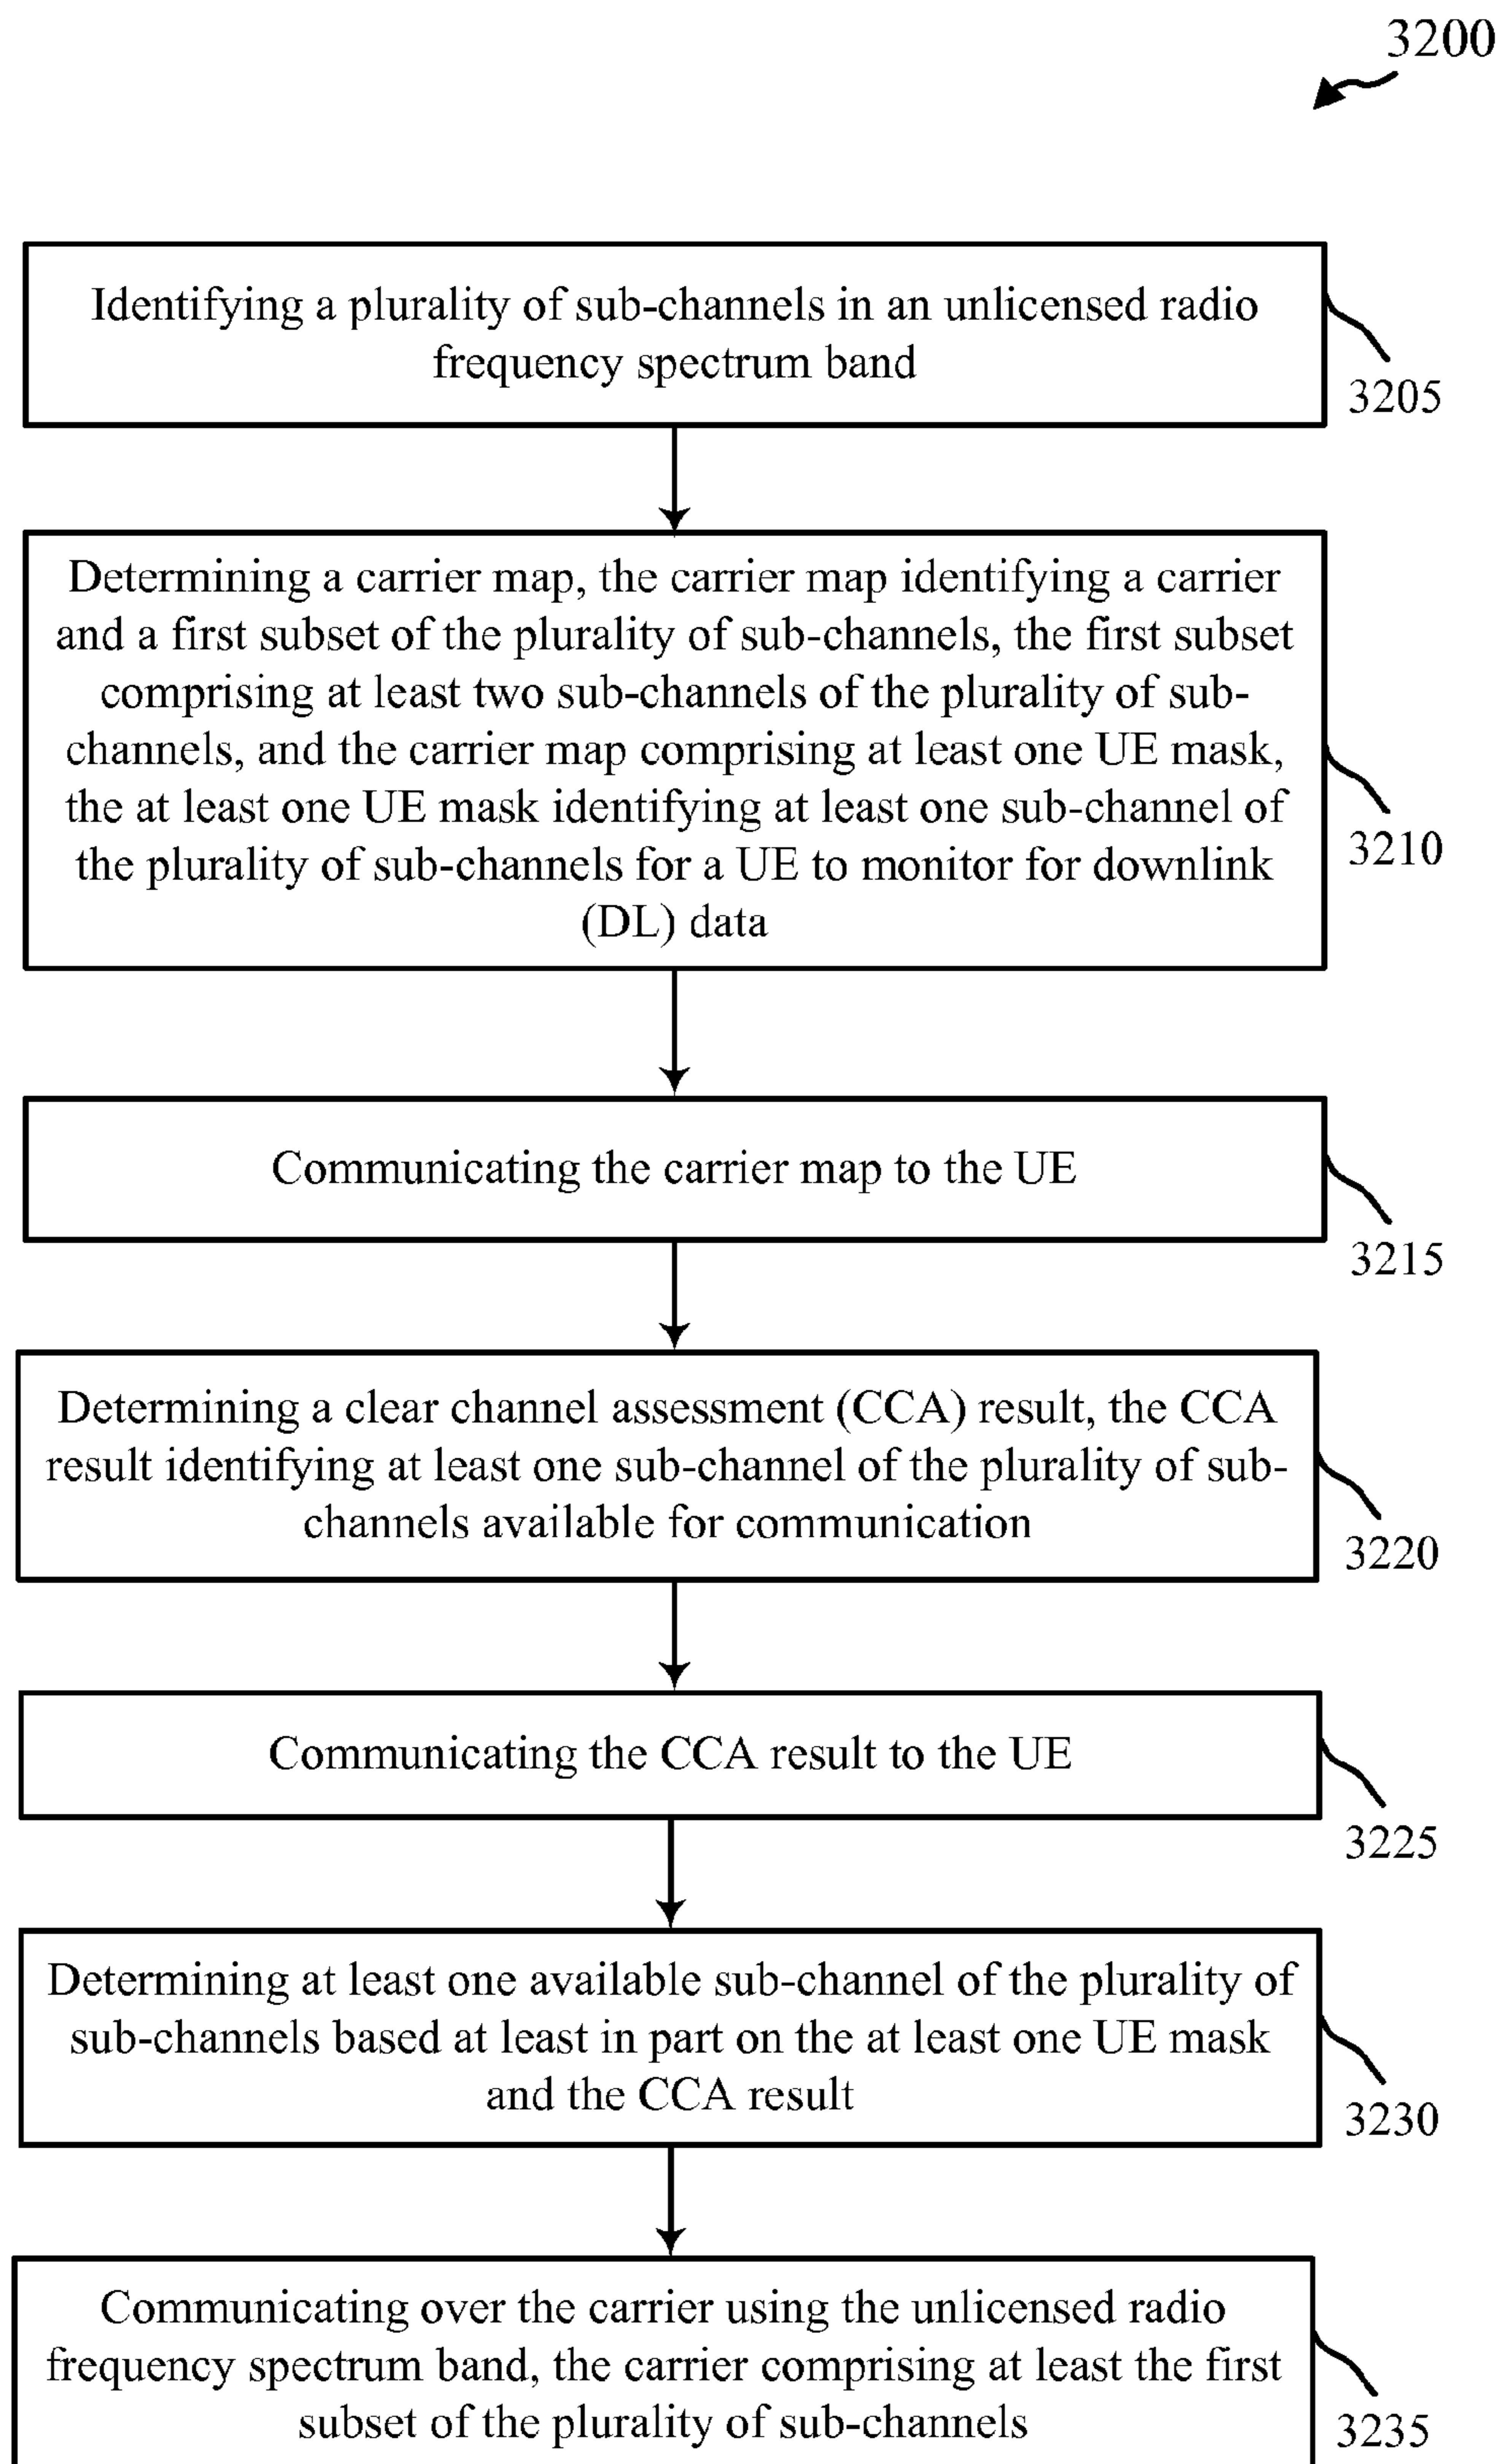 3200
Identifying a plurality of sub-channels in an unlicensed radio
frequency spectrum band
3205
Determining a carrier map, the carrier map identifying a carrier
and a first subset of the plurality of sub-channels, the first subset
comprising at least two sub-channels of the plurality of sub-
channels, and the carrier map comprising at least one UE mask,
the at least one UE mask identifying at least one sub-channel of
the plurality of sub-channels for a UE to monitor for downlink
(DL) data
3210
Communicating the carrier map to the UE
3215
Determining a clear channel assessment (CCA) result, the CCA
result identifying at least one sub-channel of the plurality of sub-
channels available for communication
3220
Communicating the CCA result to the UE
3225
Determining at least one available sub-channel of the plurality of
sub-channels based at least in part on the at least one UE mask
and the CCA result
3230
Communicating over the carrier using the unlicensed radio
frequency spectrum band, the carrier comprising at least the first
subset of the plurality of sub-channels
3235